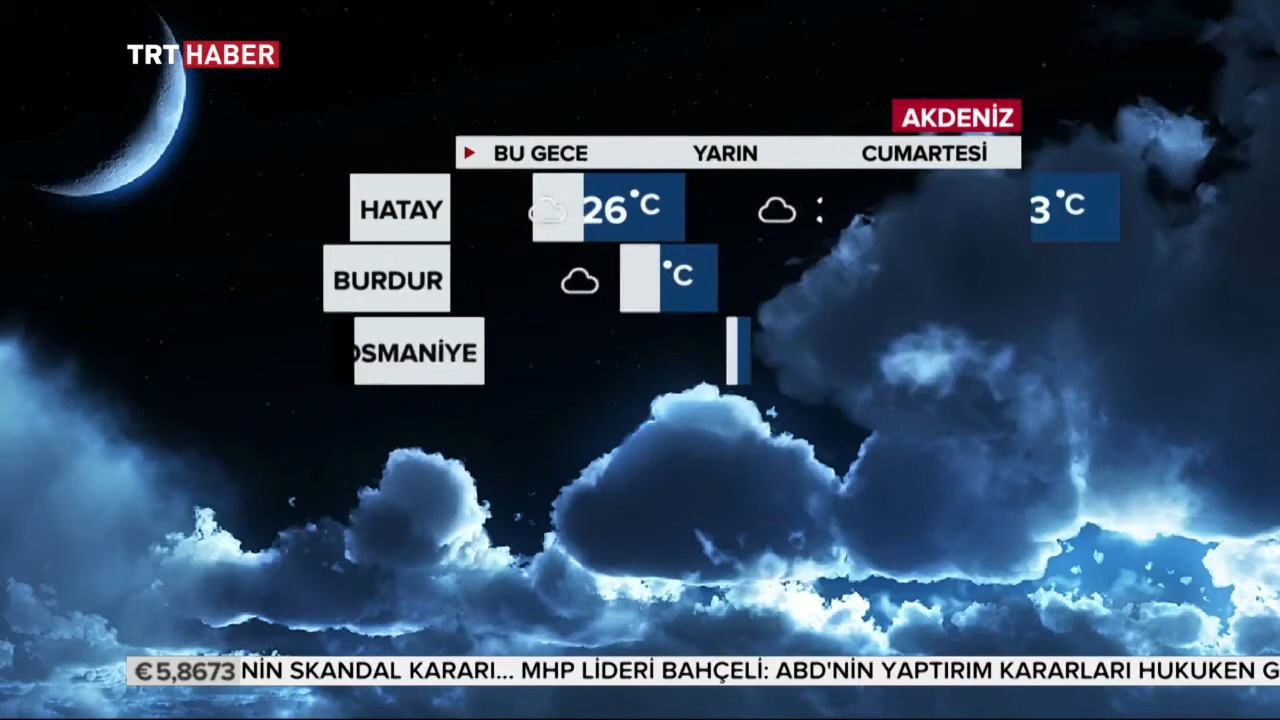 TRT HABER
AKDENİZ
BU GECE YARIN CUMARTESİ
HATAY 26°C 3°C
BURDUR °C
OSMANİYE
€5,8673 NİN SKANDAL KARARI... MHP LİDERİ BAHÇELİ: ABD'NİN YAPTIRIM KARARLARI HUKUKEN G